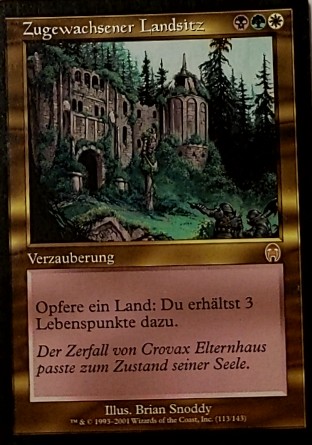 Zugewachsener Landsitz
Verzauberung
Opfere ein Land: Du erhältst 3
Lebenspunkte dazu.
Der Zerfall von Crovax Elternhaus
passte zum Zustand seiner Seele.
Illus. Brian Snoddy
™ & © 1993-2001 Wizards of the Coast, Inc. (113/143)